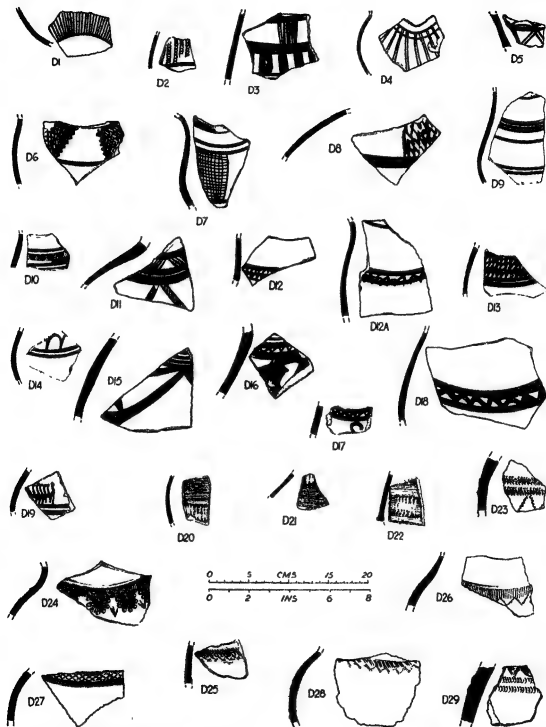 D1 D2 D3 D4 D5
D6 D7 D8 D9
D10 D11 D12 D12A D13
D14 D15 D16 D17 D18
D19 D20 D21 D22 D23
0 5 CMS 15 20
0 2 INS 6 8
D24 D26
D27 D25 D28 D29